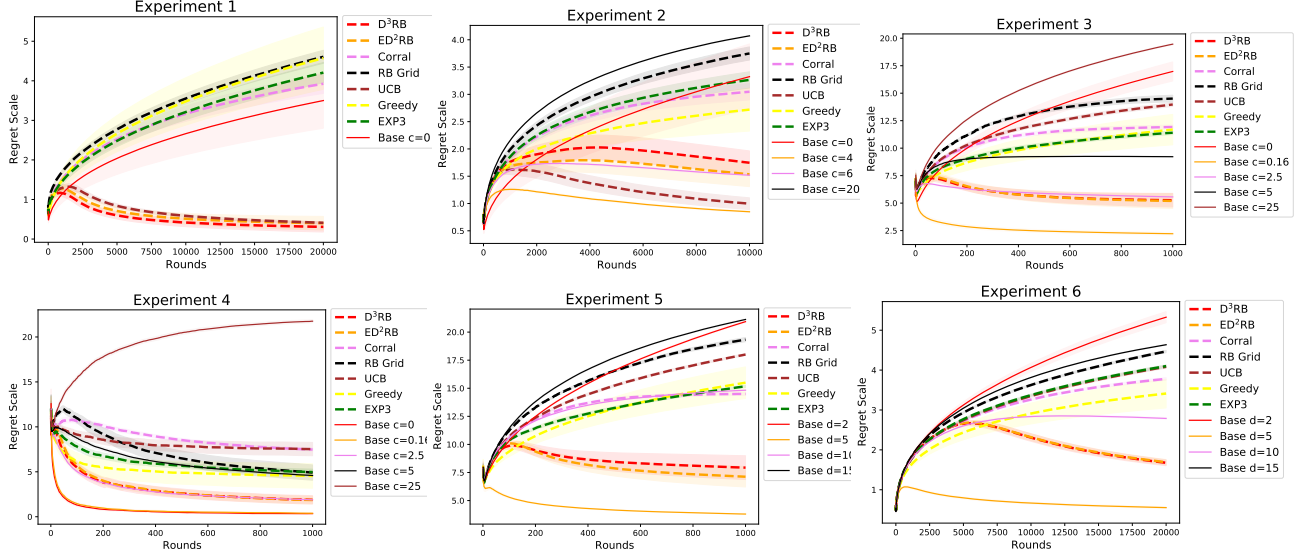 Experiment 1
Regret Scale
5
4
3
2
1
0
0 2500 5000 7500 10000 12500 15000 17500 20000
Rounds
D³RB
ED²RB
Corral
RB Grid
UCB
Greedy
EXP3
Base c=0
Experiment 2
Regret Scale
4.0
3.5
3.0
2.5
2.0
1.5
1.0
0.5
0 2000 4000 6000 8000 10000
Rounds
D³RB
ED²RB
Corral
RB Grid
UCB
Greedy
EXP3
Base c=0
Base c=4
Base c=6
Base c=20
Experiment 3
Regret Scale
20.0
17.5
15.0
12.5
10.0
7.5
5.0
2.5
0 200 400 600 800 1000
Rounds
D³RB
ED²RB
Corral
RB Grid
UCB
Greedy
EXP3
Base c=0
Base c=0.16
Base c=2.5
Base c=5
Base c=25
Experiment 4
Regret Scale
20
15
10
5
0
0 200 400 600 800 1000
Rounds
D³RB
ED²RB
Corral
RB Grid
UCB
Greedy
EXP3
Base c=0
Base c=0.16
Base c=2.5
Base c=5
Base c=25
Experiment 5
Regret Scale
20.0
17.5
15.0
12.5
10.0
7.5
5.0
0 200 400 600 800 1000
Rounds
D³RB
ED²RB
Corral
RB Grid
UCB
Greedy
EXP3
Base d=2
Base d=5
Base d=10
Base d=15
Experiment 6
Regret Scale
5
4
3
2
1
0 2500 5000 7500 10000 12500 15000 17500 20000
Rounds
D³RB
ED²RB
Corral
RB Grid
UCB
Greedy
EXP3
Base d=2
Base d=5
Base d=10
Base d=15